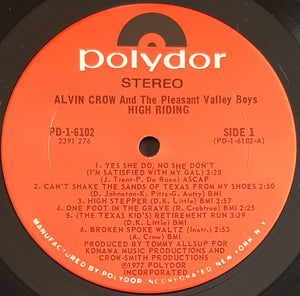 polydor
STEREO
ALVIN CROW And The Pleasant Valley Boys
HIGH RIDING
PD-1-6102
2391 276
SIDE 1
(PD-1-6102-A)
1. YES SHE DO, NO SHE DON'T
(I'M SATISFIED WITH MY GAL) 3:28
(J. Trent-P. De Rose) ASCAP
2. CAN'T SHAKE THE SANDS OF TEXAS FROM MY SHOES 2:50
(D. Johnston-K. Pitts-G. Autry) BMI
3. HIGH STEPPER (D.K. Little) BMI 3:57
4. ONE FOOT IN THE GRAVE (R. Crabtree) BMI 3:01
5. (THE TEXAS KID'S) RETIREMENT RUN 3:29
(D.K. Little) BMI
6. BROKEN SPOKE WALTZ (Instr.) 2:53
(A. Crow) BMI
PRODUCED BY TOMMY ALLSUP FOR
KONAWA MUSIC PRODUCTIONS AND
CROW-SMITH PRODUCTIONS
℗1977 POLYDOR
INCORPORATED.
MANUFACTURED BY POLYDOR INCORPORATED NEW YORK, N.Y.